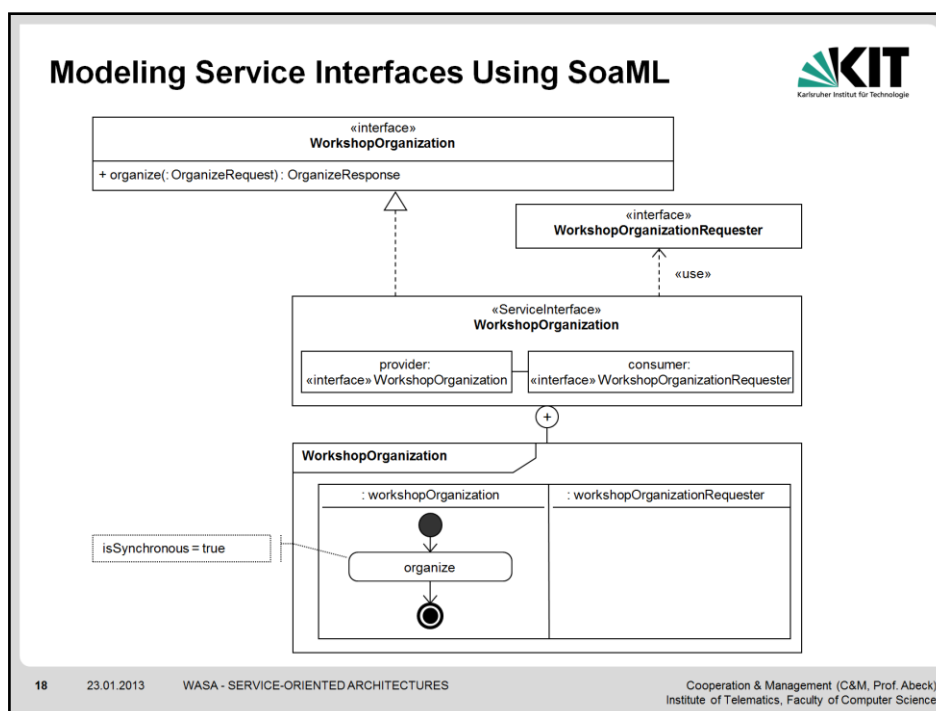 Modeling Service Interfaces Using SoaML
KIT
Karlsruher Institut für Technologie
«interface»
WorkshopOrganization
+ organize(: OrganizeRequest) : OrganizeResponse
«interface»
WorkshopOrganizationRequester
«use»
«ServiceInterface»
WorkshopOrganization
provider:
«interface» WorkshopOrganization
consumer:
«interface» WorkshopOrganizationRequester
+
WorkshopOrganization
: workshopOrganization
: workshopOrganizationRequester
isSynchronous = true
organize
18 23.01.2013 WASA - SERVICE-ORIENTED ARCHITECTURES
Cooperation & Management (C&M, Prof. Abeck)
Institute of Telematics, Faculty of Computer Science